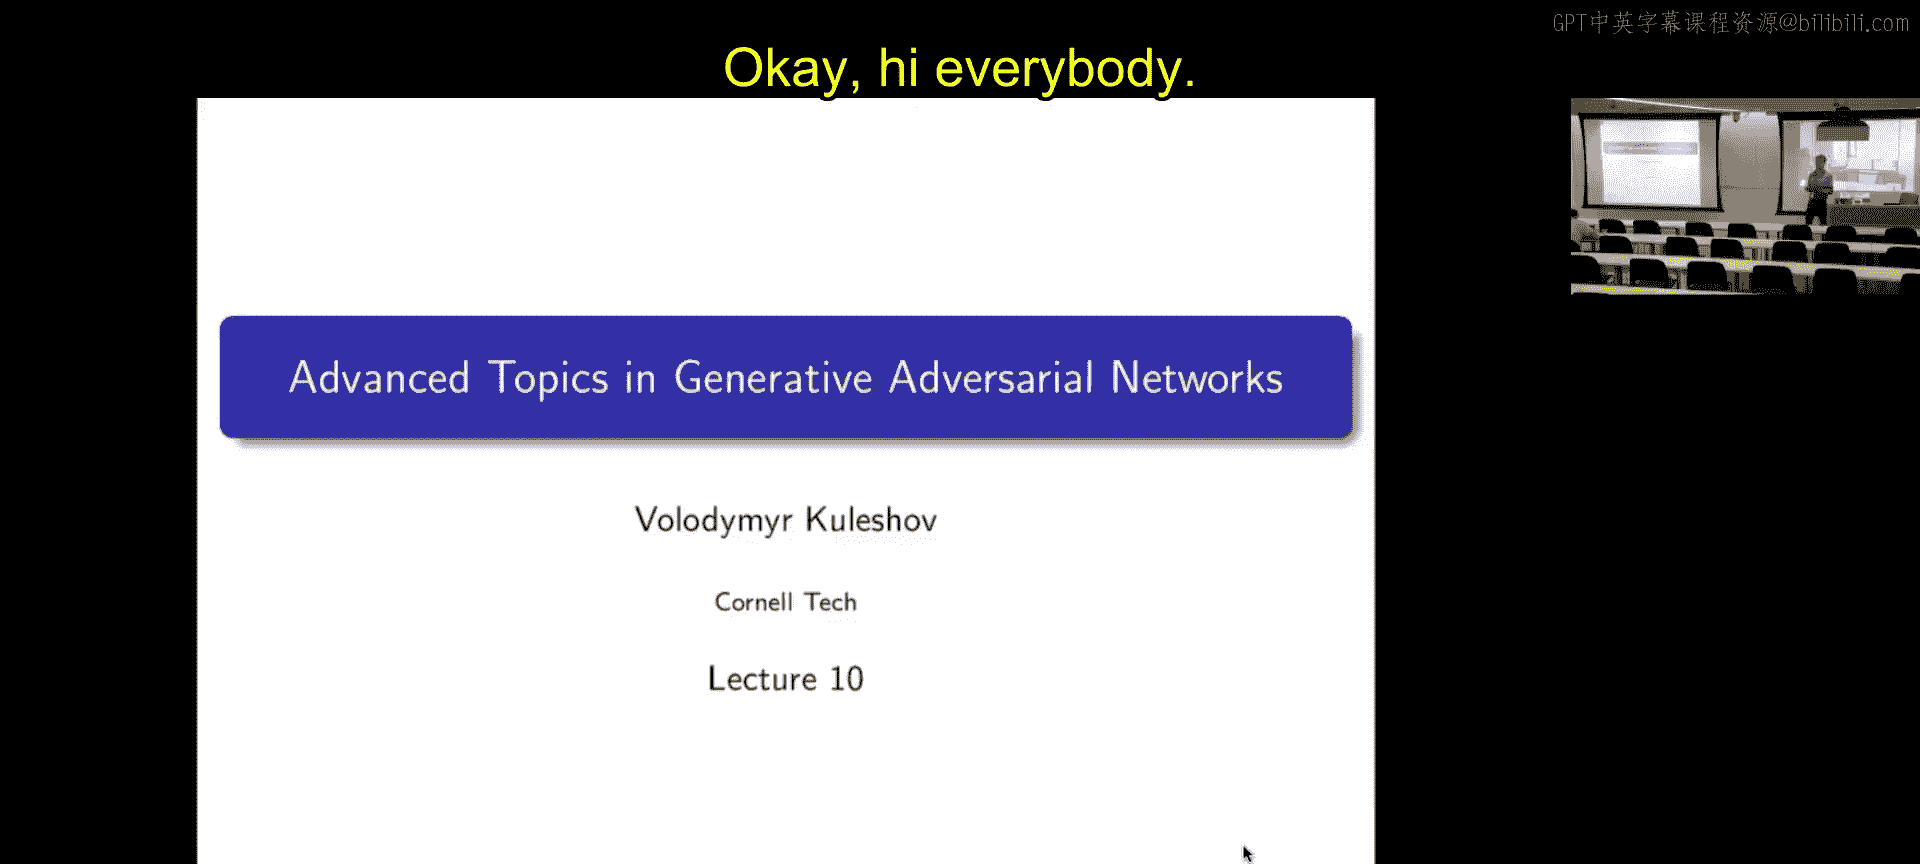 GPT中英字幕课程资源@bilibili.com
Okay, hi everybody.
Advanced Topics in Generative Adversarial Networks
Volodymyr Kuleshov
Cornell Tech
Lecture 10